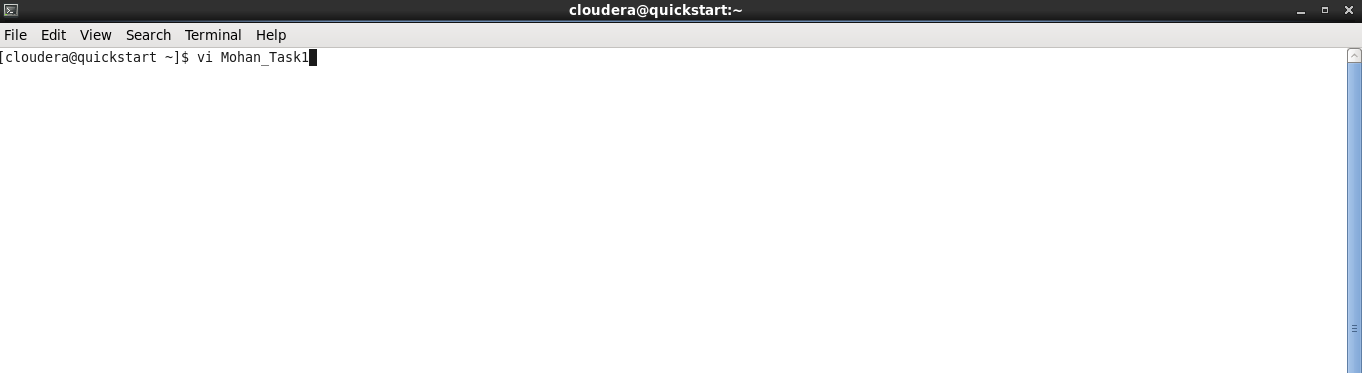 cloudera@quickstart:~
File Edit View Search Terminal Help
[cloudera@quickstart ~]$ vi Mohan_Task1